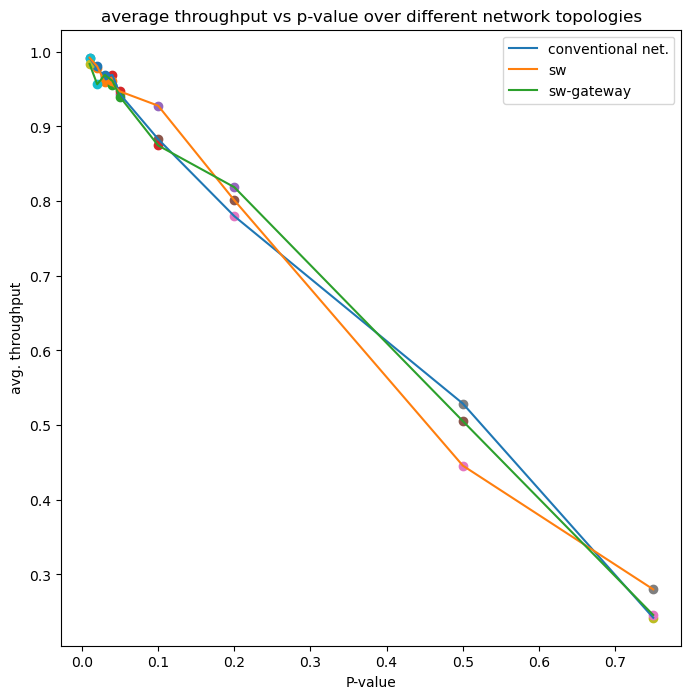 average throughput vs p-value over different network topologies
conventional net.
sw
sw-gateway
avg. throughput
1.0
0.9
0.8
0.7
0.6
0.5
0.4
0.3
0.0 0.1 0.2 0.3 0.4 0.5 0.6 0.7
P-value